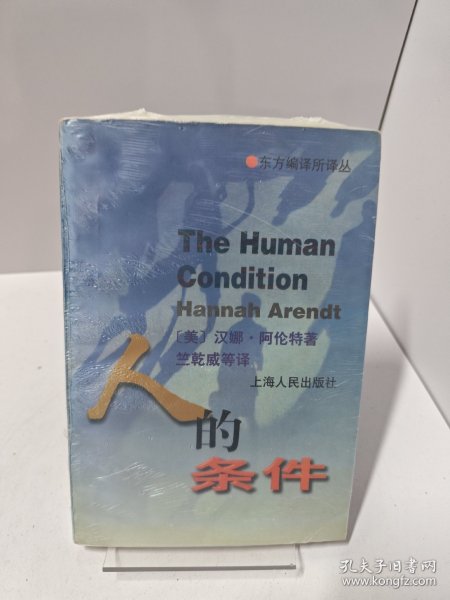 ●东方编译所译丛
The Human
Condition
Hannah Arendt
〔美〕汉娜·阿伦特著
竺乾威等译
上海人民出版社
人
的
条件
孔夫子旧书网
www.kongfz.com